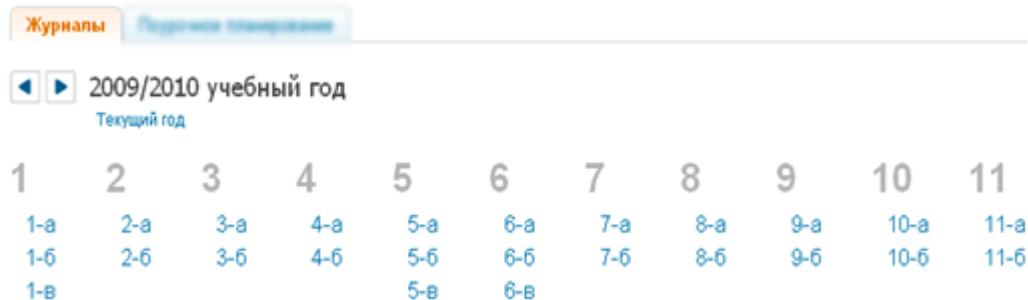 Журналы Поурочное планирование
2009/2010 учебный год
Текущий год
1 2 3 4 5 6 7 8 9 10 11
1-а 2-а 3-а 4-а 5-а 6-а 7-а 8-а 9-а 10-а 11-а
1-б 2-б 3-б 4-б 5-б 6-б 7-б 8-б 9-б 10-б 11-б
1-в 5-в 6-в